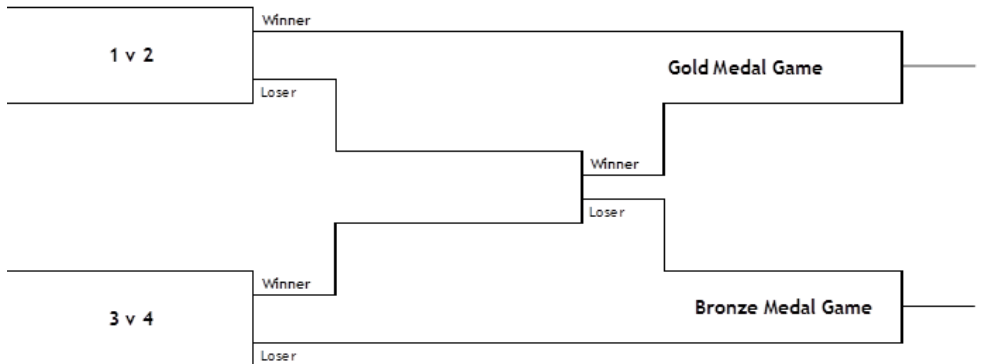 Winner
1 v 2
Gold Medal Game
Loser
Winner
Loser
Winner
Bronze Medal Game
3 v 4
Loser